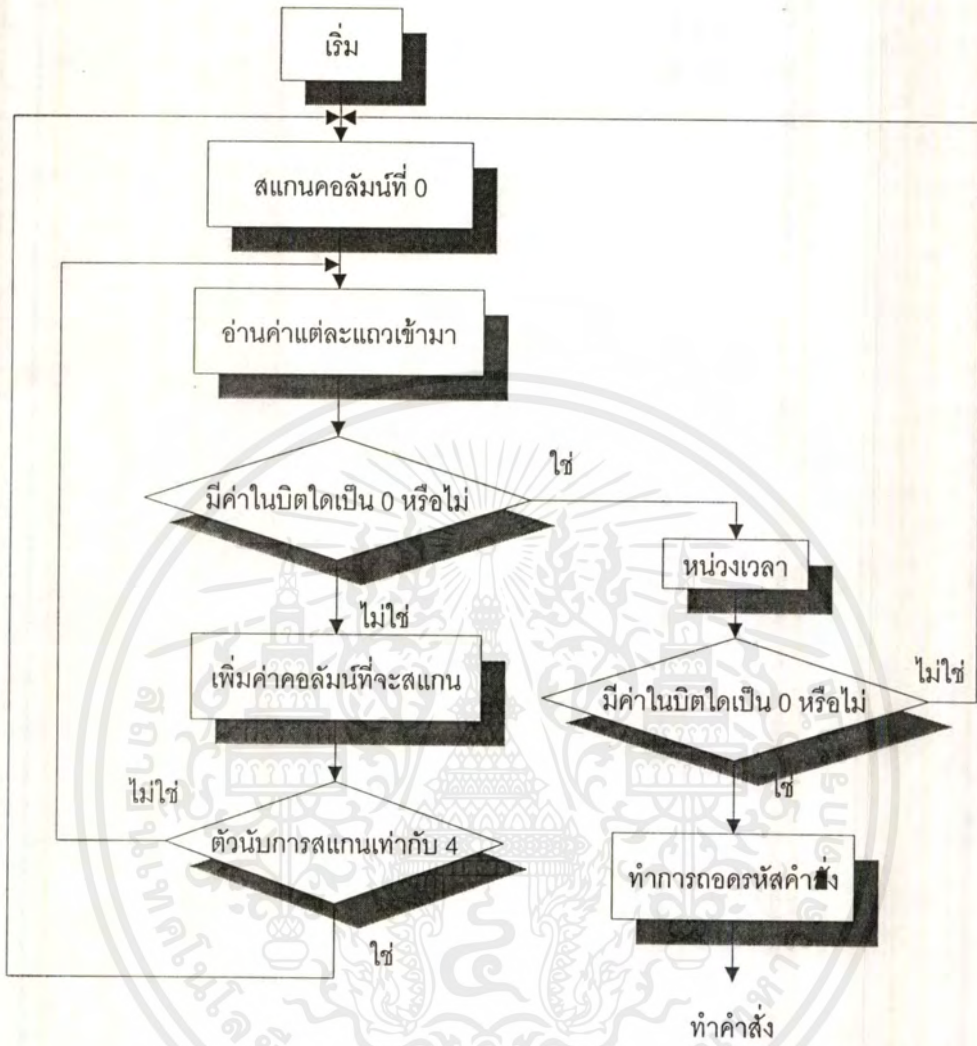 เริ่ม
สแกนคอลัมน์ที่ 0
อ่านค่าแต่ละแถวเข้ามา
มีค่าในบิตใดเป็น 0 หรือไม่
ใช่
หน่วงเวลา
ไม่ใช่
เพิ่มค่าคอลัมน์ที่จะสแกน
มีค่าในบิตใดเป็น 0 หรือไม่
ไม่ใช่
ใช่
ไม่ใช่
ตัวนับการสแกนเท่ากับ 4
ทำการถอดรหัสคำสั่ง
ใช่
ทำคำสั่ง